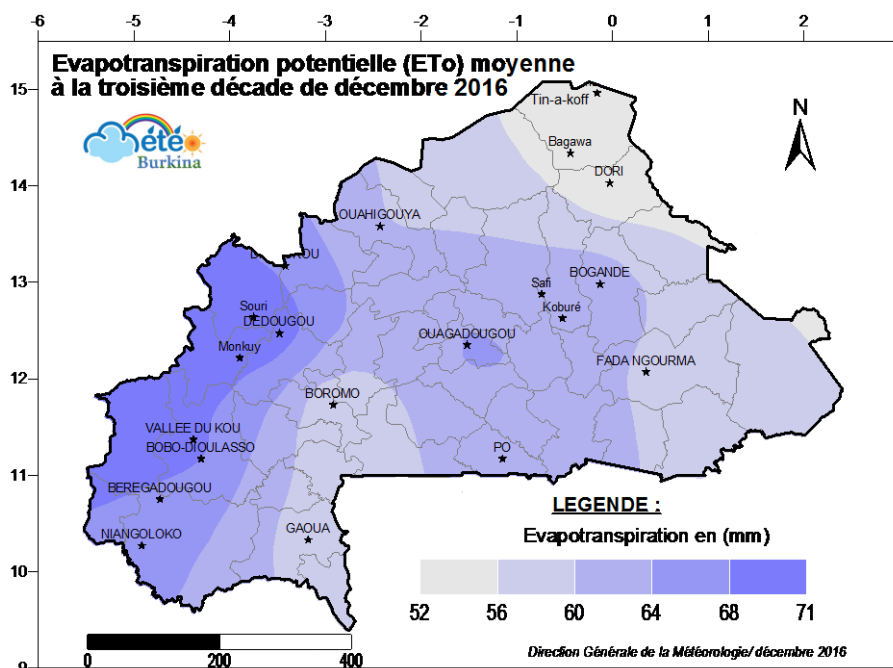 -6 -5 -4 -3 -2 -1 0 1 2
Evapotranspiration potentielle (ETo) moyenne
à la troisième décade de décembre 2016
15
14
13
12
11
10
9
été
Burkina
N
Tin-a-koff
Bagawa
DORI
OUAHIGOUYA
BOGANDE
Safi
Koburé
Souri
DEDOUGOU
OUAGADOUGOU
Monkuy
FADA NGOURMA
BOROMO
VALLEE DU KOU
BOBO-DIOULASSO
PO
BEREGADOUGOU
NIANGOLOKO
GAOUA
LEGENDE :
Evapotranspiration en (mm)
52 56 60 64 68 71
0 200 400
Direction Générale de la Météorologie/ décembre 2016